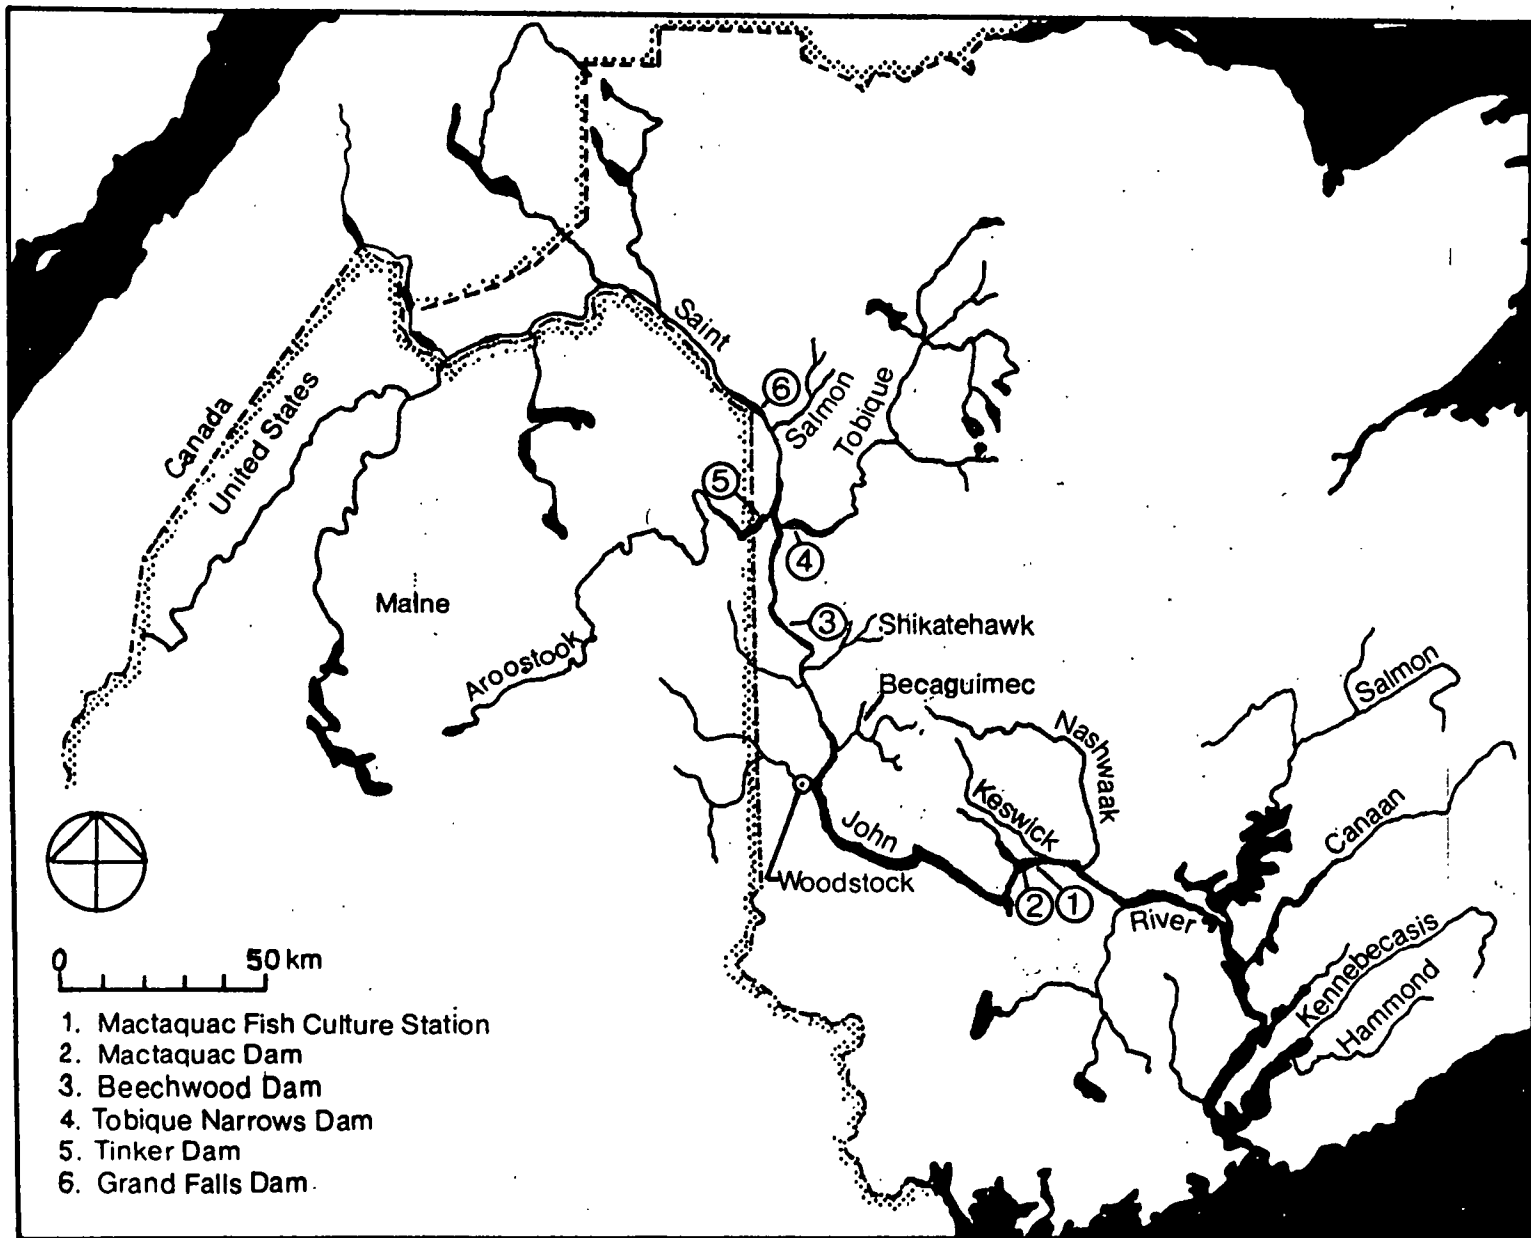 Saint
6
Salmon
Tobique
Canada
United States
5
4
Maine
3
Shikatehawk
Aroostook
Becaguimec
Nashwaak
Salmon
Keswick
John
Canaan
Woodstock
2
1
River
Kennebecasis
Hammond
0 50 km
1. Mactaquac Fish Culture Station
2. Mactaquac Dam
3. Beechwood Dam
4. Tobique Narrows Dam
5. Tinker Dam
6. Grand Falls Dam